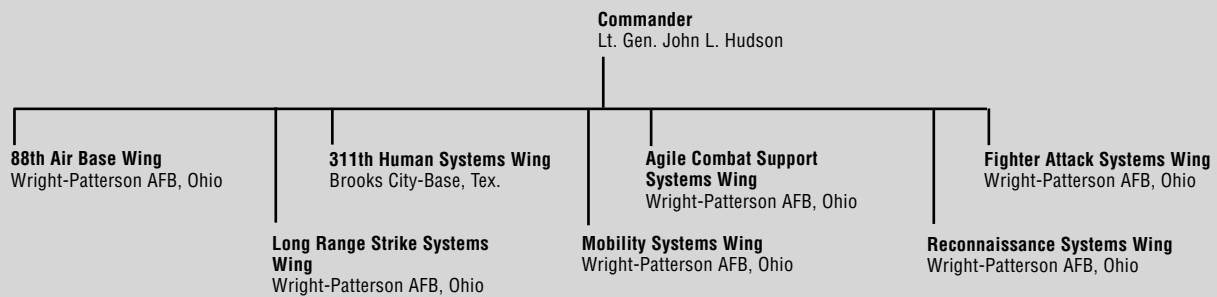 Commander
Lt. Gen. John L. Hudson
88th Air Base Wing
Wright-Patterson AFB, Ohio
311th Human Systems Wing
Brooks City-Base, Tex.
Agile Combat Support
Systems Wing
Wright-Patterson AFB, Ohio
Fighter Attack Systems Wing
Wright-Patterson AFB, Ohio
Long Range Strike Systems
Wing
Wright-Patterson AFB, Ohio
Mobility Systems Wing
Wright-Patterson AFB, Ohio
Reconnaissance Systems Wing
Wright-Patterson AFB, Ohio